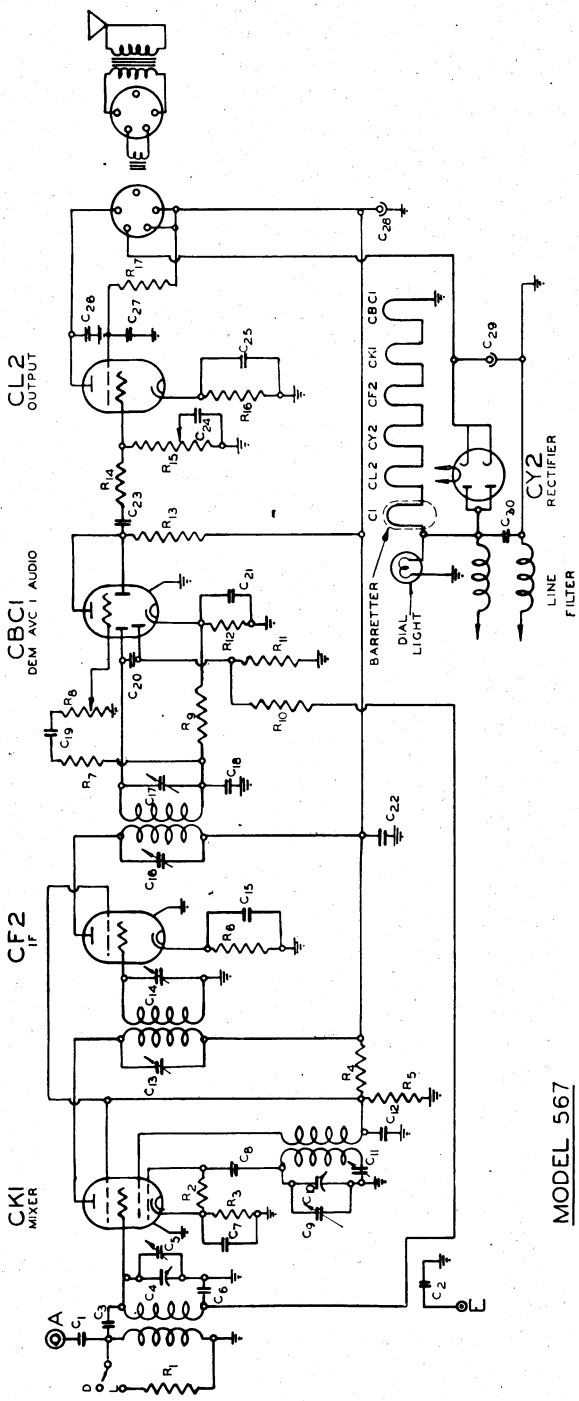 CK1
MIXER
CF2
IF
CBC1
DEM AVC 1 AUDIO
CL2
OUTPUT
A
C1
C3
D
L
R1
C4
C5
C6
E
C2
R2
R3
C7
C8
C9
C10
C11
C12
R4
R5
C13
C14
R6
C15
C16
C17
C18
R7
C19
R8
R9
C20
R10
R11
R12
C21
C22
R13
C23
R14
R15
C24
R16
C25
C26
C27
R17
C28
BARRETTER
DIAL
LIGHT
C1
CL2
CY2
CF2
CK1
CBC1
C29
CY2
RECTIFIER
C30
LINE
FILTER
MODEL 567